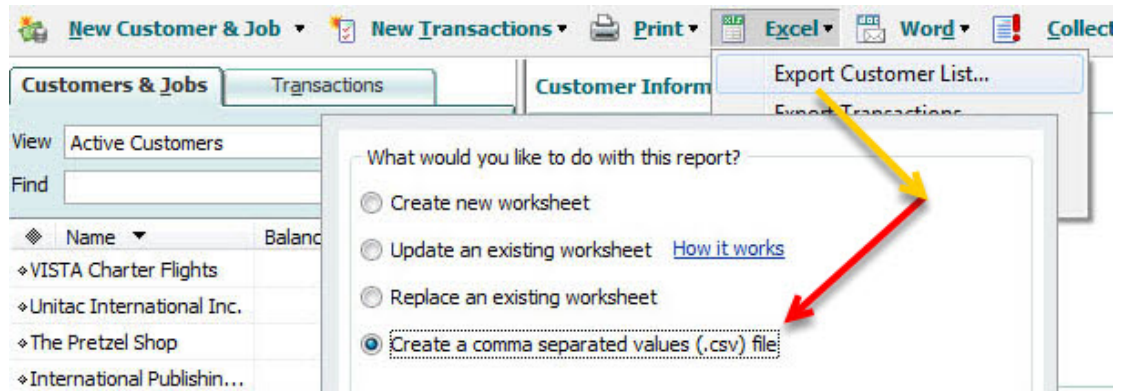 New Customer & Job New Transactions Print Excel Word Collect
Customers & Jobs Transactions Customer Inform Export Customer List...
Export Transactions
View Active Customers
What would you like to do with this report?
Find
Create new worksheet
Name Balanc
Update an existing worksheet How it works
VISTA Charter Flights
Unitac International Inc.
Replace an existing worksheet
The Pretzel Shop
Create a comma separated values (.csv) file
International Publishin...